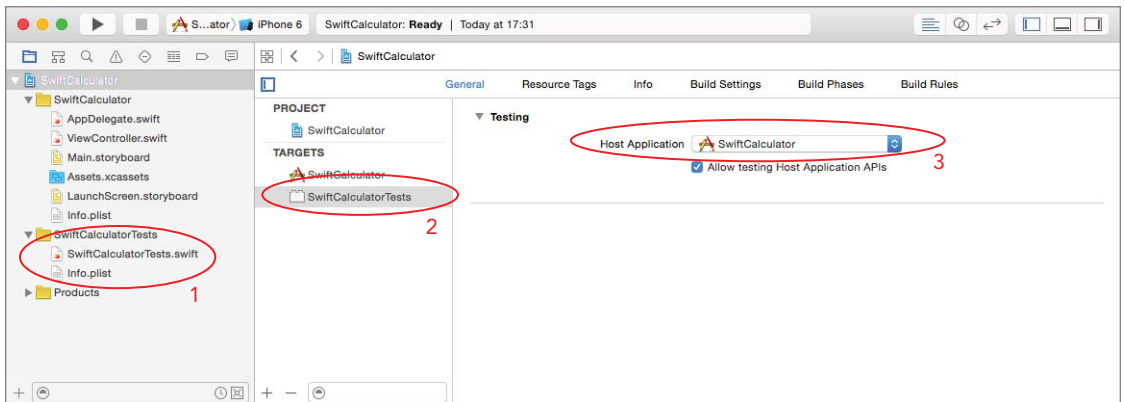 S...ator
iPhone 6
SwiftCalculator: Ready | Today at 17:31
SwiftCalculator
SwiftCalculator
SwiftCalculator
AppDelegate.swift
ViewController.swift
Main.storyboard
Assets.xcassets
LaunchScreen.storyboard
Info.plist
SwiftCalculatorTests
SwiftCalculatorTests.swift
Info.plist
1
Products
General Resource Tags Info Build Settings Build Phases Build Rules
PROJECT
SwiftCalculator
TARGETS
SwiftCalculator
SwiftCalculatorTests
2
Testing
Host Application SwiftCalculator
3
Allow testing Host Application APIs